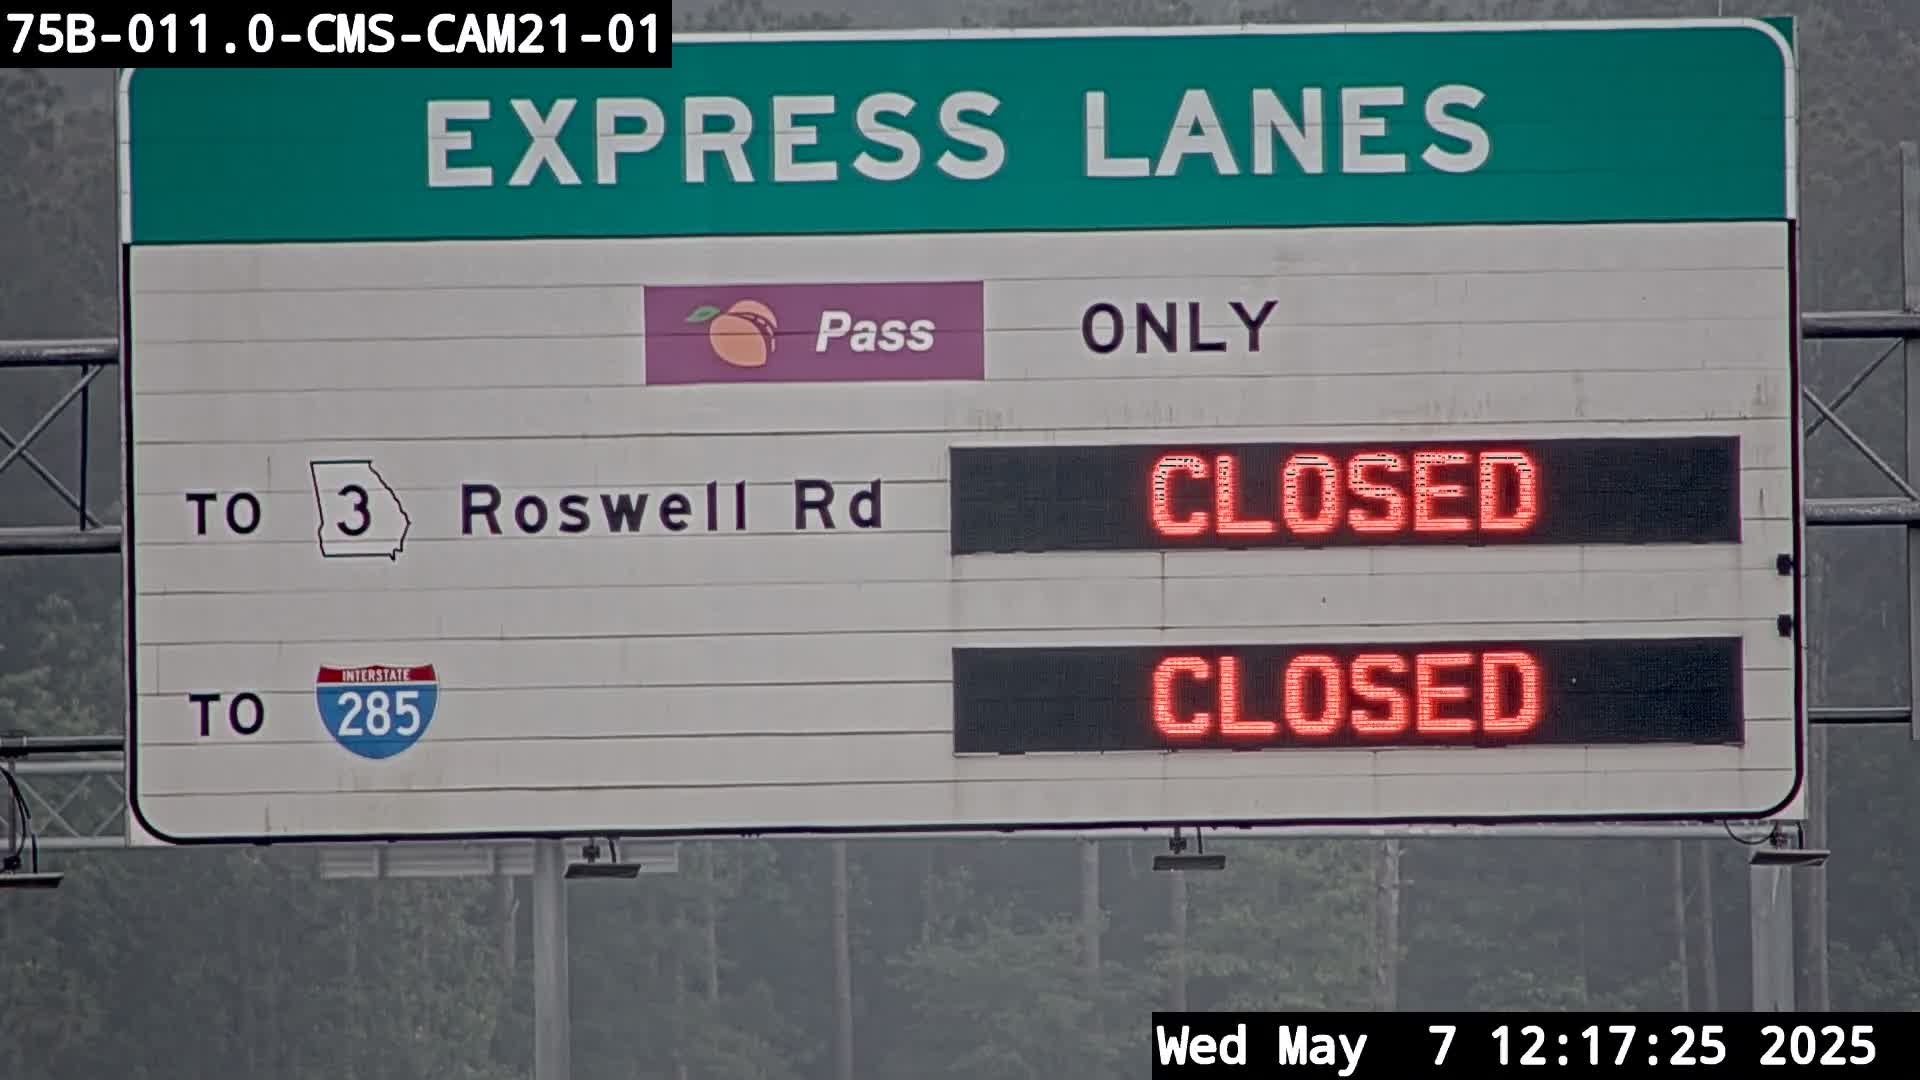 75B-011.0-CMS-CAM21-01
EXPRESS LANES
Pass ONLY
TO 3 Roswell Rd CLOSED
TO INTERSTATE 285 CLOSED
Wed May 7 12:17:25 2025